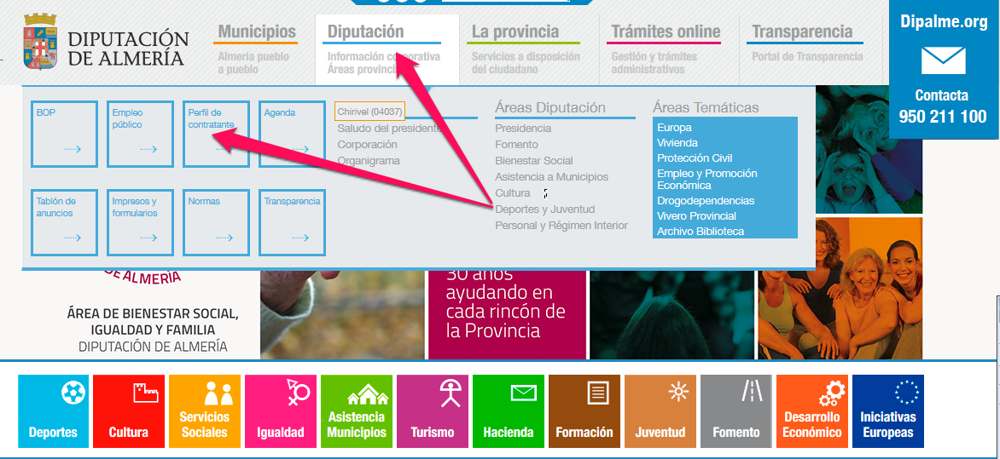 DIPUTACIÓN
DE ALMERÍA
Municipios
Almería pueblo
a pueblo
Diputación
Información corporativa
Áreas provinc
La provincia
Servicios a disposición
del ciudadano
Trámites online
Gestión y trámites
administrativos
Transparencia
Portal de Transparencia
Dipalme.org
Contacta
950 211 100
BOP
Empleo
público
Perfil de
contratante
Agenda
Tablón de
anuncios
Impresos y
formularios
Normas
Transparencia
Chirivel (04037)
Saludo del presidente
Corporación
Organigrama
Áreas Diputación
Presidencia
Fomento
Bienestar Social
Asistencia a Municipios
Cultura
Deportes y Juventud
Personal y Régimen Interior
Áreas Temáticas
Europa
Vivienda
Protección Civil
Empleo y Promoción
Económica
Drogodependencias
Vivero Provincial
Archivo Biblioteca
DE ALMERÍA
ÁREA DE BIENESTAR SOCIAL,
IGUALDAD Y FAMILIA
DIPUTACIÓN DE ALMERÍA
30 años
ayudando en
cada rincón de
la Provincia
Deportes
Cultura
Servicios
Sociales
Igualdad
Asistencia
Municipios
Turismo
Hacienda
Formación
Juventud
Fomento
Desarrollo
Económico
Iniciativas
Europeas